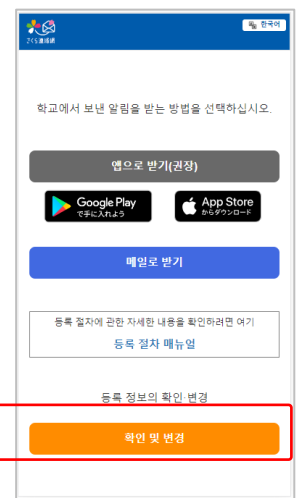 さくら連絡網
한국어
학교에서 보낸 알림을 받는 방법을 선택하십시오.
앱으로 받기(권장)
Google Play
で手に入れよう
App Store
からダウンロード
메일로 받기
등록 절차에 관한 자세한 내용을 확인하려면 여기
등록 절차 매뉴얼
등록 정보의 확인·변경
확인 및 변경